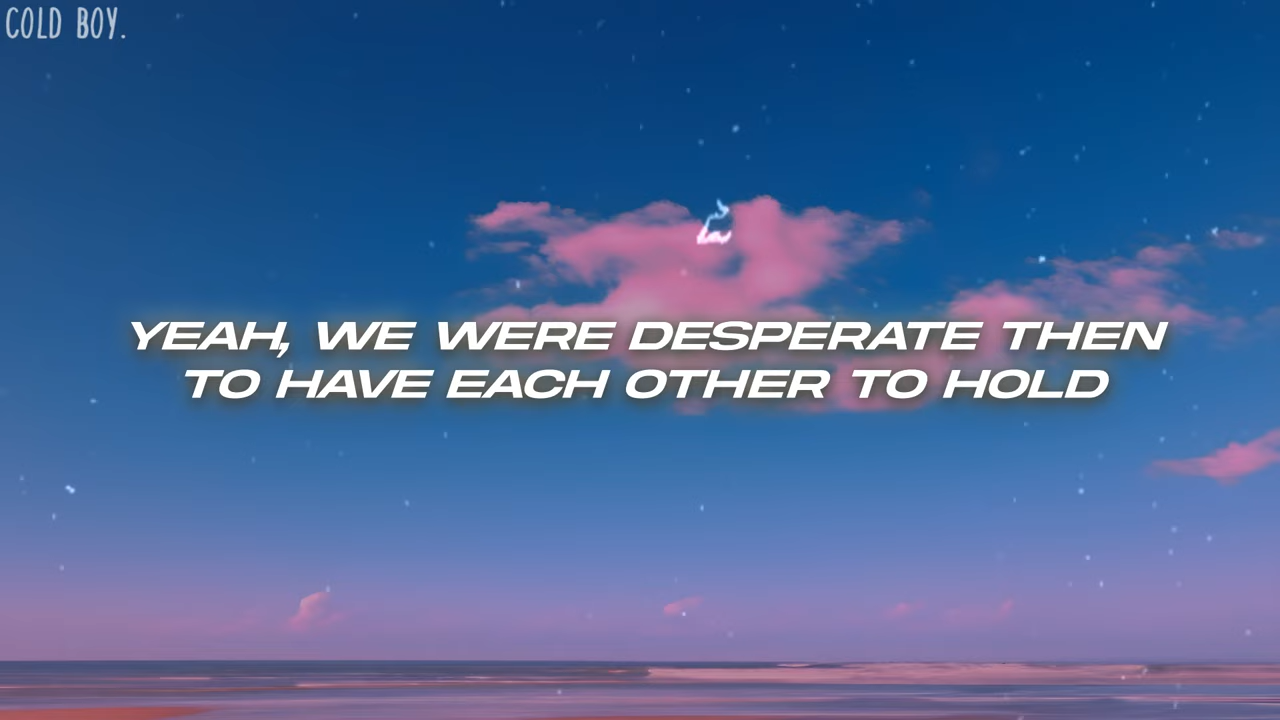 COLD BOY.
YEAH, WE WERE DESPERATE THEN
TO HAVE EACH OTHER TO HOLD